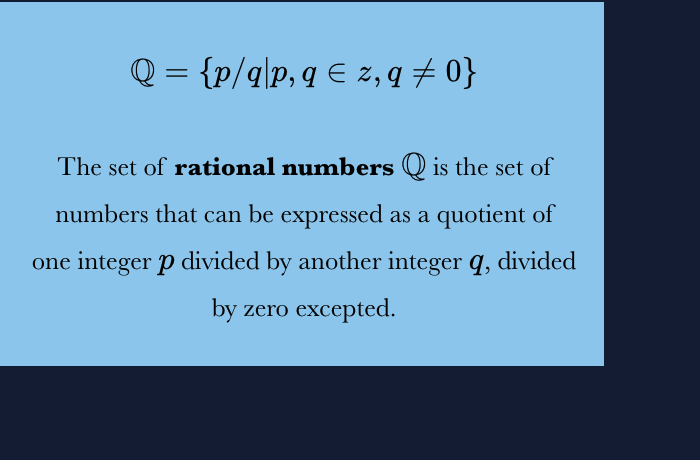 ℚ = {p/q|p, q ∈ z, q ≠ 0}
The set of rational numbers ℚ is the set of
numbers that can be expressed as a quotient of
one integer p divided by another integer q, divided
by zero excepted.